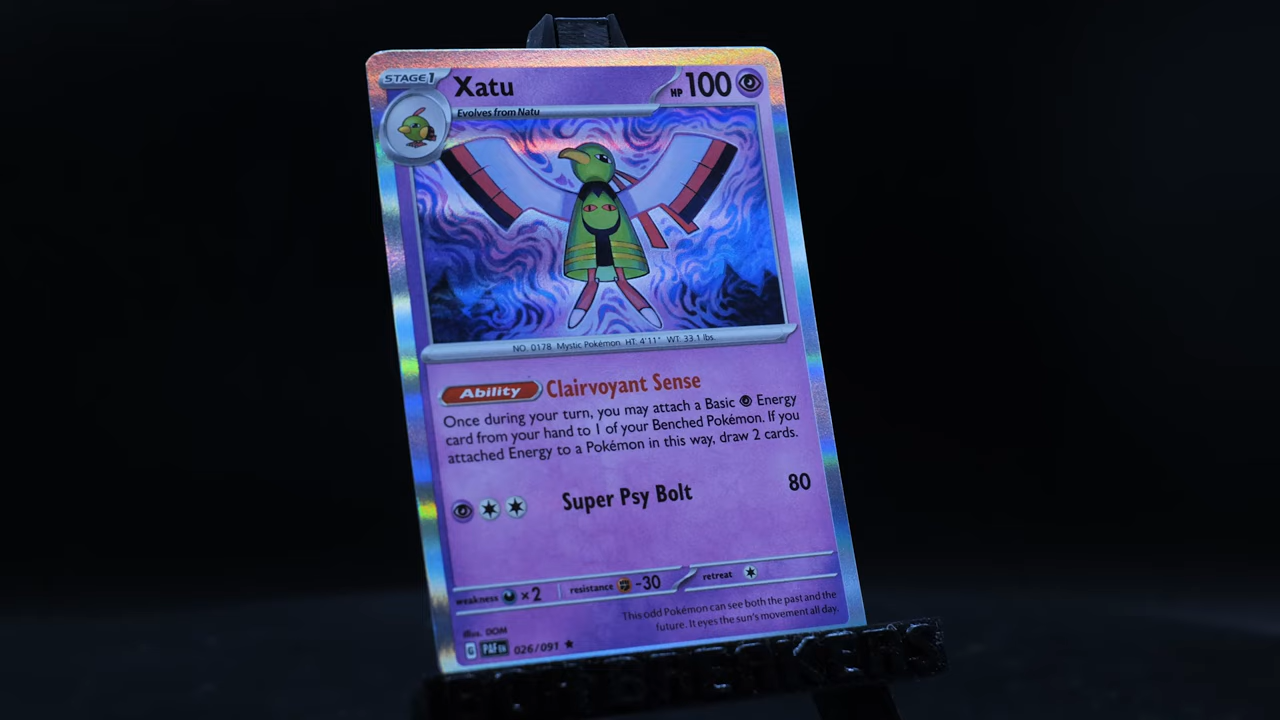 STAGE 1
Xatu
HP 100
Evolves from Natu
NO. 0178 Mystic Pokémon HT. 4'11" WT. 33.1 lbs.
Ability Clairvoyant Sense
Once during your turn, you may attach a Basic Energy
card from your hand to 1 of your Benched Pokémon. If you
attached Energy to a Pokémon in this way, draw 2 cards.
Super Psy Bolt 80
weakness ×2 resistance -30 retreat
This odd Pokémon can see both the past and the
future. It eyes the sun's movement all day.
Illus. DOM
G PAF EN 026/091